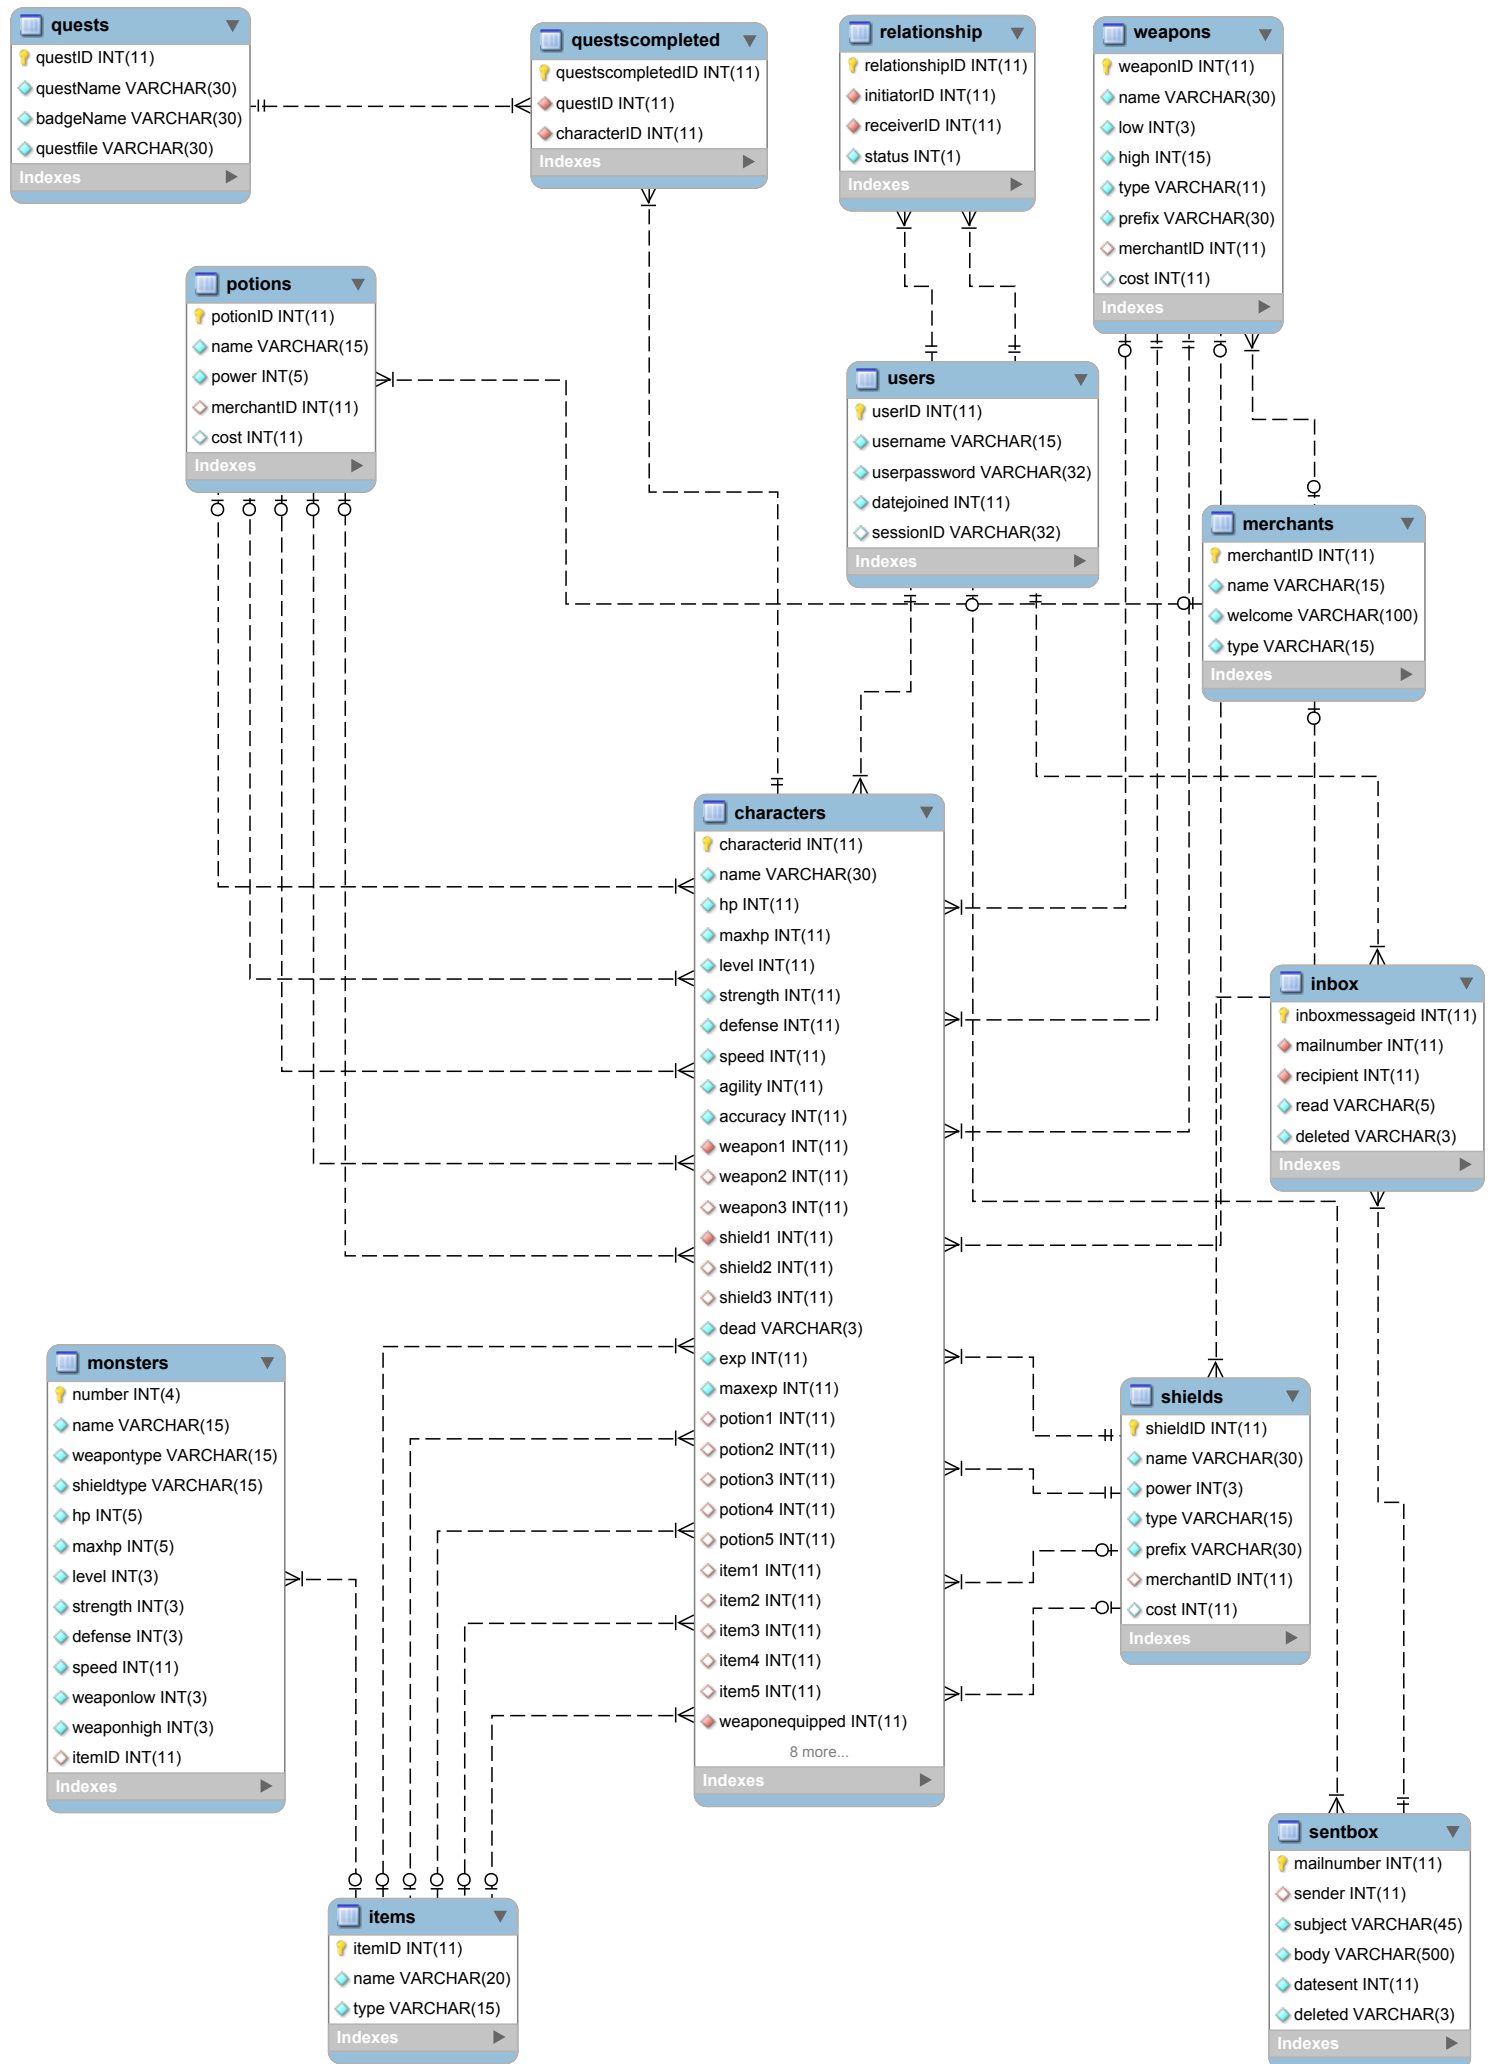 quests
questID INT(11)
questName VARCHAR(30)
badgeName VARCHAR(30)
questfile VARCHAR(30)
Indexes
questscompleted
questscompletedID INT(11)
questID INT(11)
characterID INT(11)
Indexes
relationship
relationshipID INT(11)
initiatorID INT(11)
receiverID INT(11)
status INT(1)
Indexes
weapons
weaponID INT(11)
name VARCHAR(30)
low INT(3)
high INT(15)
type VARCHAR(11)
prefix VARCHAR(30)
merchantID INT(11)
cost INT(11)
Indexes
potions
potionID INT(11)
name VARCHAR(15)
power INT(5)
merchantID INT(11)
cost INT(11)
Indexes
users
userID INT(11)
username VARCHAR(15)
userpassword VARCHAR(32)
datejoined INT(11)
sessionID VARCHAR(32)
Indexes
merchants
merchantID INT(11)
name VARCHAR(15)
welcome VARCHAR(100)
type VARCHAR(15)
Indexes
characters
characterid INT(11)
name VARCHAR(30)
hp INT(11)
maxhp INT(11)
level INT(11)
strength INT(11)
defense INT(11)
speed INT(11)
agility INT(11)
accuracy INT(11)
weapon1 INT(11)
weapon2 INT(11)
weapon3 INT(11)
shield1 INT(11)
shield2 INT(11)
shield3 INT(11)
dead VARCHAR(3)
exp INT(11)
maxexp INT(11)
potion1 INT(11)
potion2 INT(11)
potion3 INT(11)
potion4 INT(11)
potion5 INT(11)
item1 INT(11)
item2 INT(11)
item3 INT(11)
item4 INT(11)
item5 INT(11)
weaponequipped INT(11)
8 more...
Indexes
inbox
inboxmessageid INT(11)
mailnumber INT(11)
recipient INT(11)
read VARCHAR(5)
deleted VARCHAR(3)
Indexes
monsters
number INT(4)
name VARCHAR(15)
weapontype VARCHAR(15)
shieldtype VARCHAR(15)
hp INT(5)
maxhp INT(5)
level INT(3)
strength INT(3)
defense INT(3)
speed INT(11)
weaponlow INT(3)
weaponhigh INT(3)
itemID INT(11)
Indexes
shields
shieldID INT(11)
name VARCHAR(30)
power INT(3)
type VARCHAR(15)
prefix VARCHAR(30)
merchantID INT(11)
cost INT(11)
Indexes
items
itemID INT(11)
name VARCHAR(20)
type VARCHAR(15)
Indexes
sentbox
mailnumber INT(11)
sender INT(11)
subject VARCHAR(45)
body VARCHAR(500)
datesent INT(11)
deleted VARCHAR(3)
Indexes